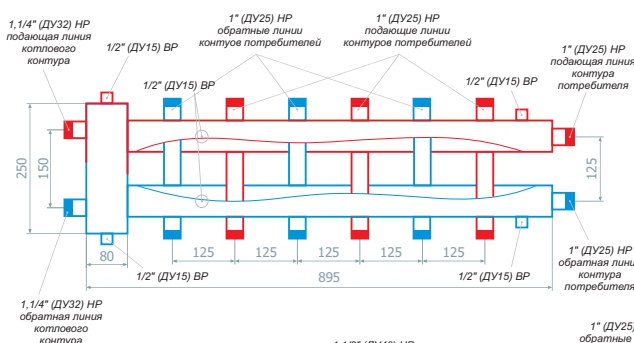 1,1/4" (ДУ32) НР
подающая линия
котлового
контура
1/2" (ДУ15) ВР
1" (ДУ25) НР
обратные линии
контуов потребителей
1" (ДУ25) НР
подающие линии
контуров потребителей
1" (ДУ25) НР
подающая линия
контура
потребителя
1/2" (ДУ15) ВР
1/2" (ДУ15) ВР
250
150
125
80
125
125
125
125
125
895
1/2" (ДУ15) ВР
1/2" (ДУ15) ВР
1" (ДУ25) НР
обратная линия
контура
потребителя
1,1/4" (ДУ32) НР
обратная линия
котлового
контура
1" (ДУ25)
обратные